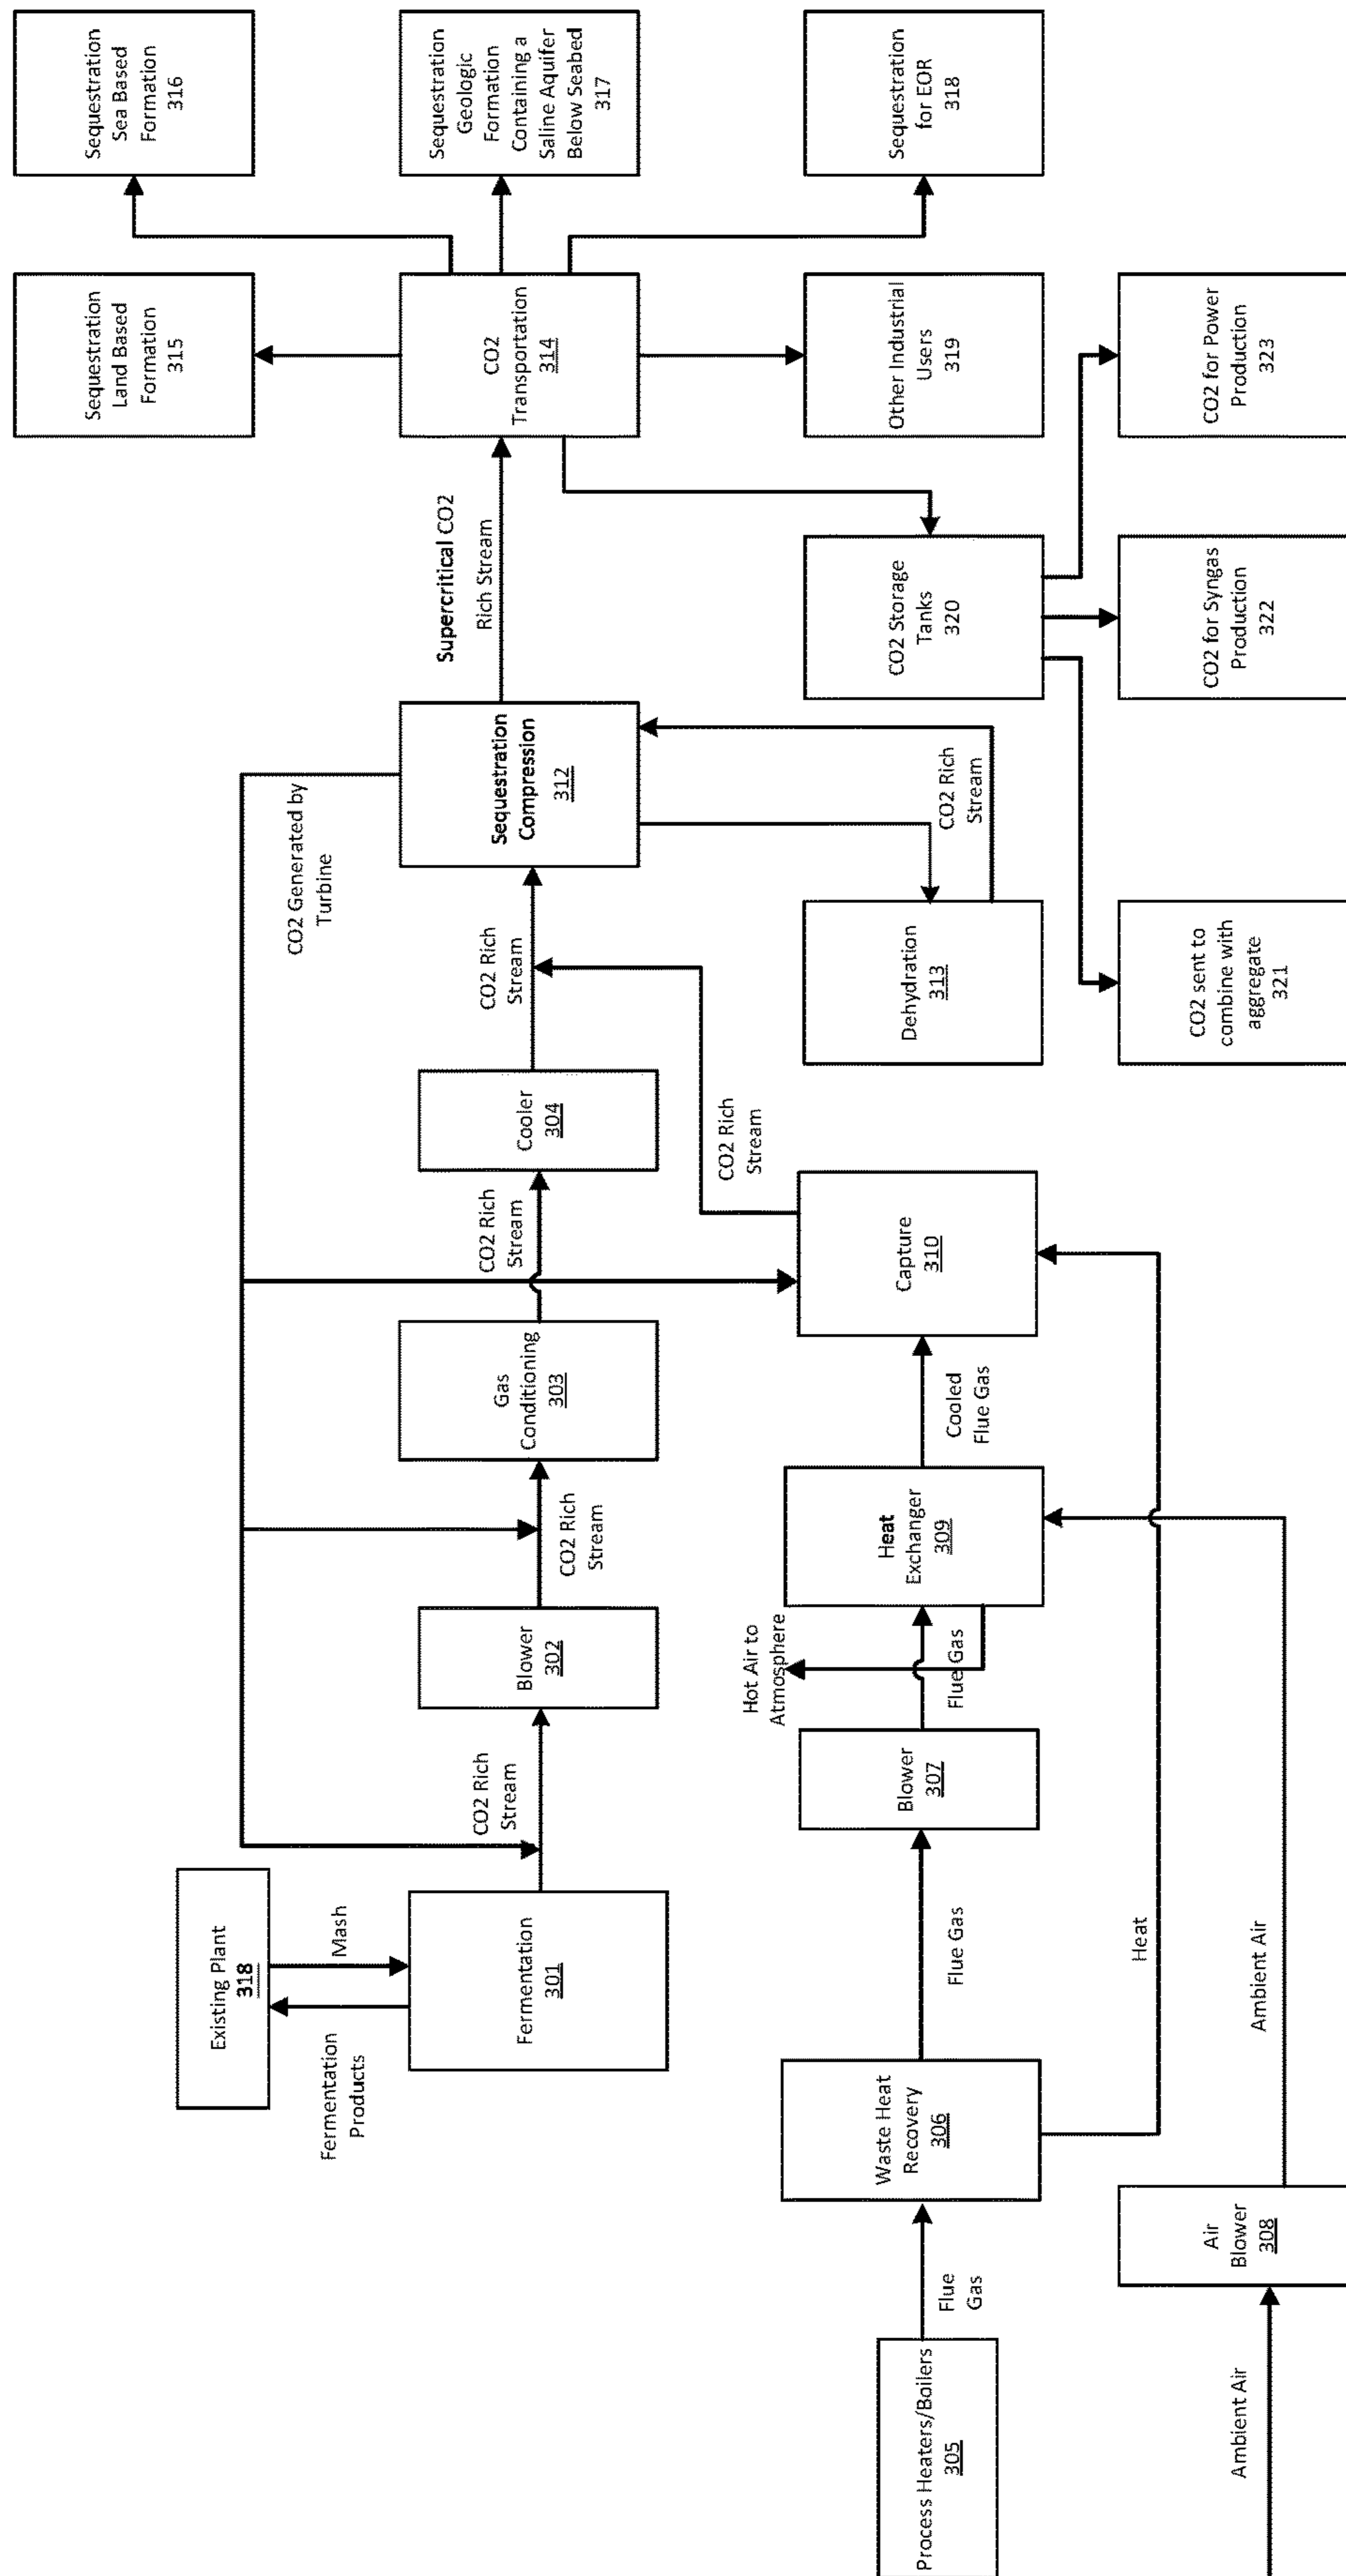 Sequestration
Sea Based
Formation
316
Sequestration
Geologic
Formation
Containing a
Saline Aquifer
Below Seabed
317
Sequestration
for EOR
318
Sequestration
Land Based
Formation
315
CO2
Transportation
314
Other Industrial
Users
319
CO2 for Power
Production
323
Supercritical CO2
Rich Stream
CO2 Storage
Tanks
320
CO2 for Syngas
Production
322
CO2 Generated by
Turbine
Sequestration
Compression
312
CO2 Rich
Stream
CO2 Rich
Stream
Dehydration
313
CO2 sent to
combine with
aggregate
321
Cooler
304
CO2 Rich
Stream
CO2 Rich
Stream
Capture
310
Gas
Conditioning
303
Cooled
Flue Gas
CO2 Rich
Stream
Heat
Exchanger
309
Blower
302
Hot Air to
Atmosphere
Flue Gas
CO2 Rich
Stream
Blower
307
Existing Plant
318
Mash
Fermentation
Products
Fermentation
301
Flue Gas
Heat
Ambient Air
Waste Heat
Recovery
306
Air
Blower
308
Flue
Gas
Process Heaters/Boilers
305
Ambient Air